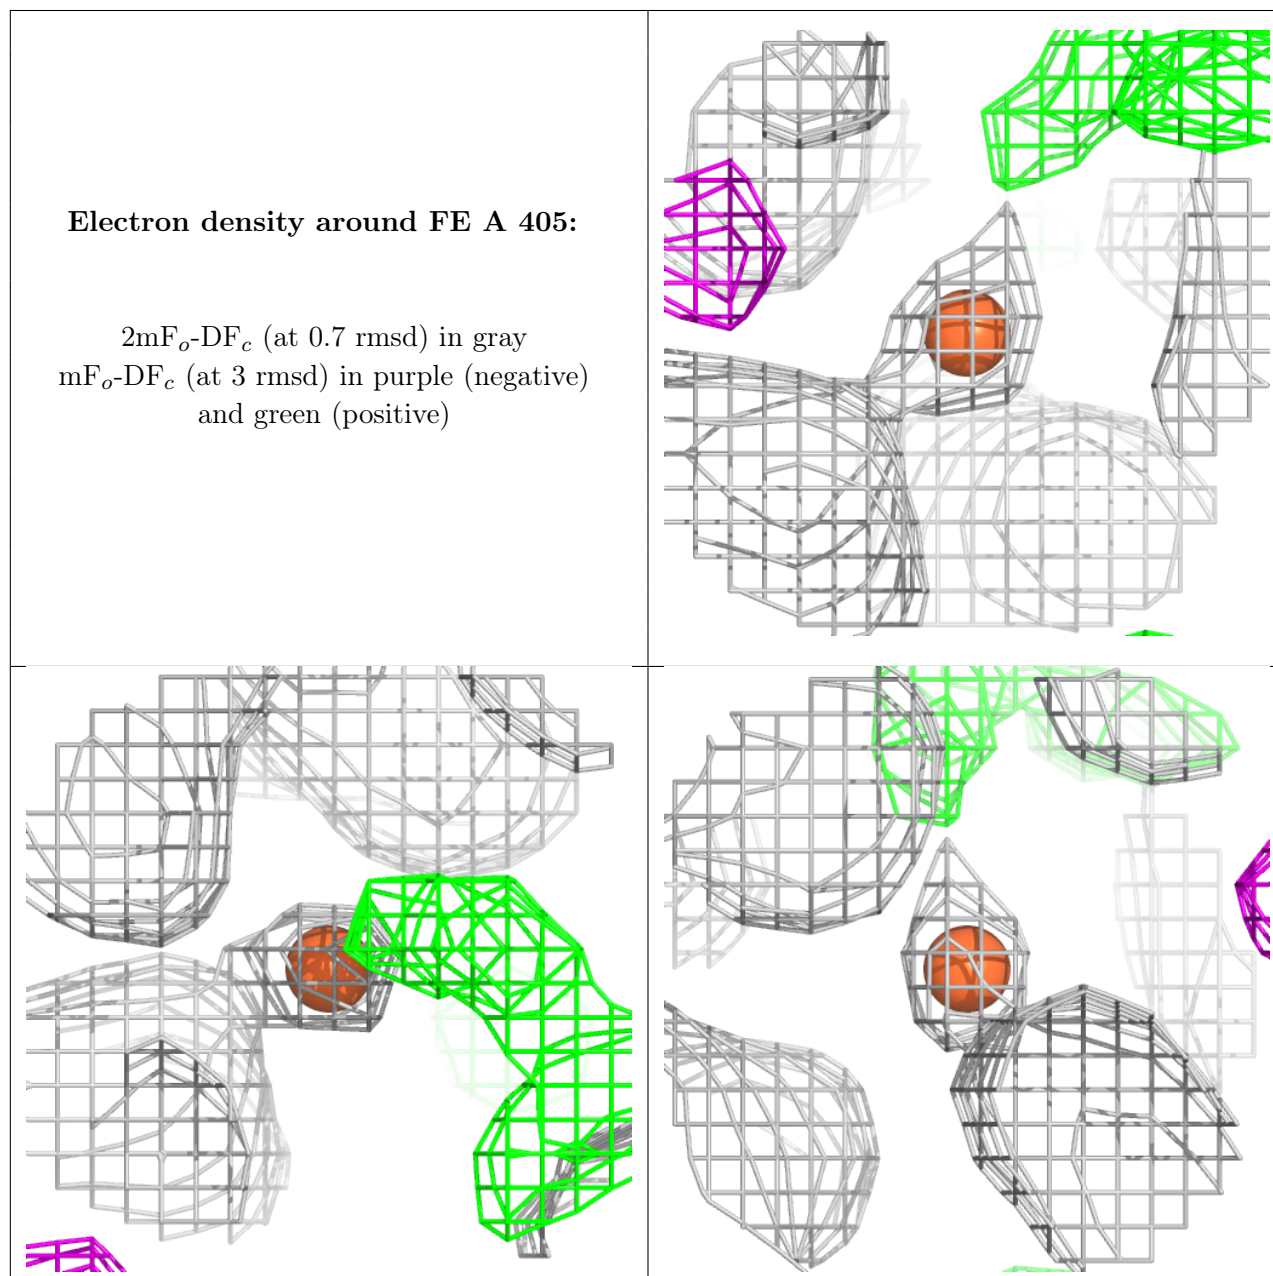 Electron density around FE A 405:
2mFo-DFc (at 0.7 rmsd) in gray
mFo-DFc (at 3 rmsd) in purple (negative)
and green (positive)